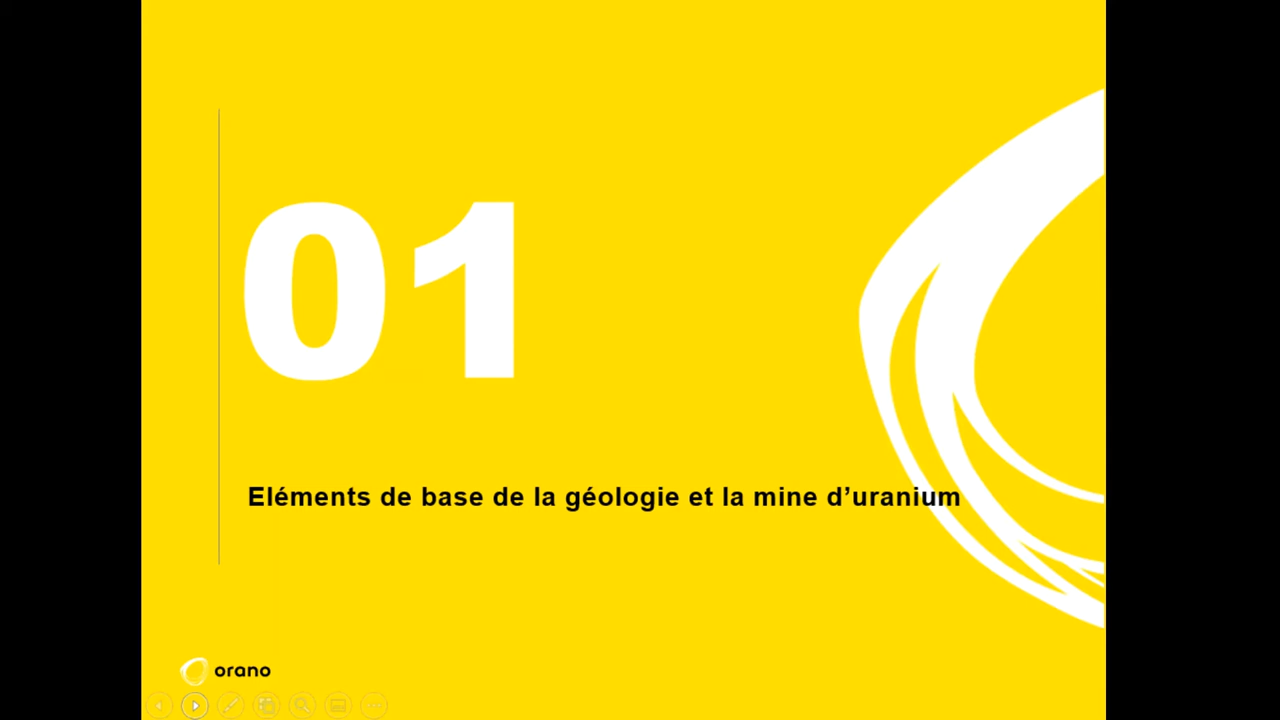 01
Eléments de base de la géologie et la mine d’uranium
orano